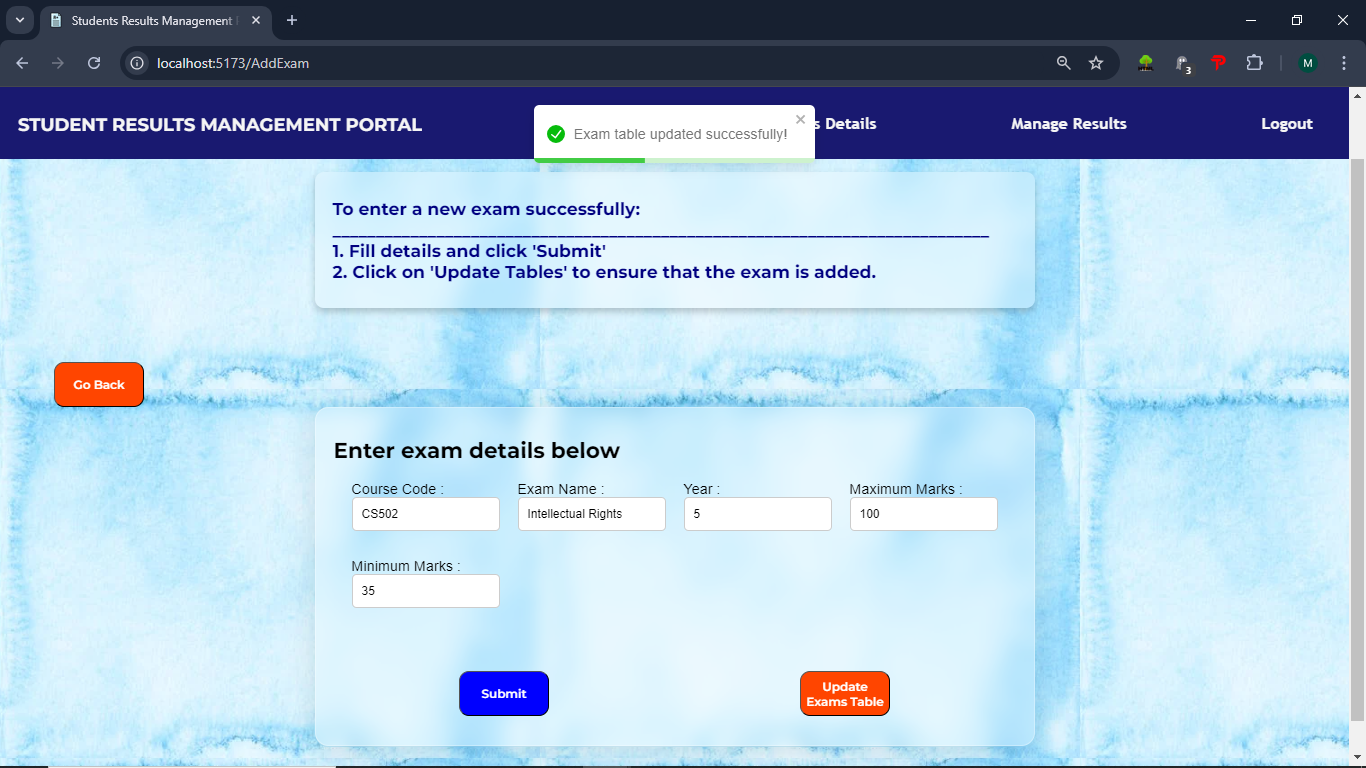 Students Results Management
localhost:5173/AddExam
3
M
STUDENT RESULTS MANAGEMENT PORTAL
Exam table updated successfully!
s Details
Manage Results
Logout
To enter a new exam successfully:
1. Fill details and click 'Submit'
2. Click on 'Update Tables' to ensure that the exam is added.
Go Back
Enter exam details below
Course Code :
Exam Name :
Year :
Maximum Marks :
CS502
Intellectual Rights
5
100
Minimum Marks :
35
Submit
Update
Exams Table